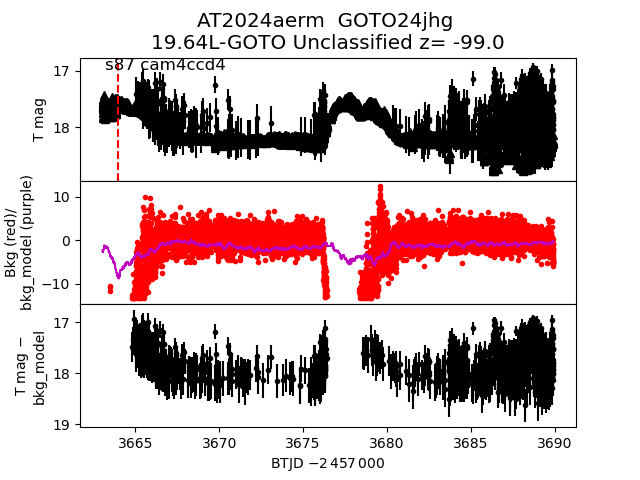 AT2024aerm  GOTO24jhg
19.64L-GOTO Unclassified z= -99.0
s87 cam4ccd4
17
18
T mag
10
0
−10
Bkg (red)/
bkg_model (purple)
17
18
19
T mag −
bkg_model
3665 3670 3675 3680 3685 3690
BTJD −2 457 000